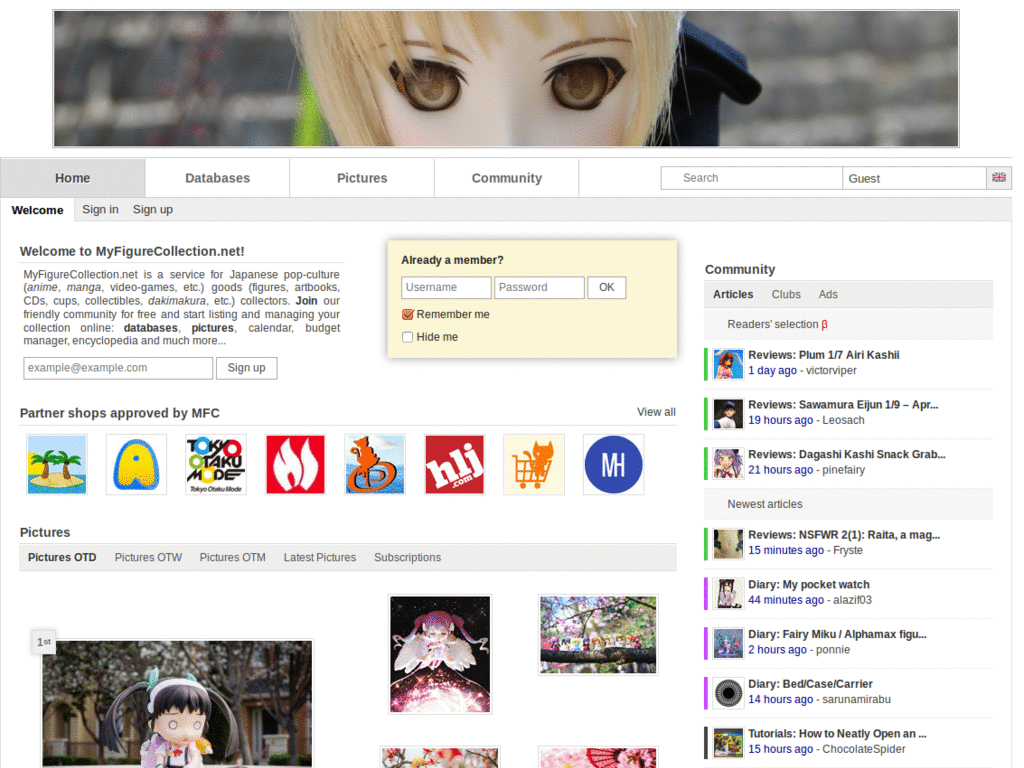 Home
Databases
Pictures
Community
Search
Guest
Welcome
Sign in
Sign up
Welcome to MyFigureCollection.net!
MyFigureCollection.net is a service for Japanese pop-culture
(anime, manga, video-games, etc.) goods (figures, artbooks,
CDs, cups, collectibles, dakimakura, etc.) collectors. Join our
friendly community for free and start listing and managing your
collection online: databases, pictures, calendar, budget
manager, encyclopedia and much more...
example@example.com
Sign up
Already a member?
Username
Password
OK
Remember me
Hide me
Partner shops approved by MFC
View all
TOKYO
OTAKU
MODE
Tokyo Otaku Mode
hlj
.com
MH
Pictures
Pictures OTD
Pictures OTW
Pictures OTM
Latest Pictures
Subscriptions
1st
Community
Articles
Clubs
Ads
Readers' selection β
Reviews: Plum 1/7 Airi Kashii
1 day ago - victorviper
Reviews: Sawamura Eijun 1/9 – Apr...
19 hours ago - Leosach
Reviews: Dagashi Kashi Snack Grab...
21 hours ago - pinefairy
Newest articles
Reviews: NSFWR 2(1): Raita, a mag...
15 minutes ago - Fryste
Diary: My pocket watch
44 minutes ago - alazif03
Diary: Fairy Miku / Alphamax figu...
2 hours ago - ponnie
Diary: Bed/Case/Carrier
14 hours ago - sarunamirabu
Tutorials: How to Neatly Open an ...
15 hours ago - ChocolateSpider